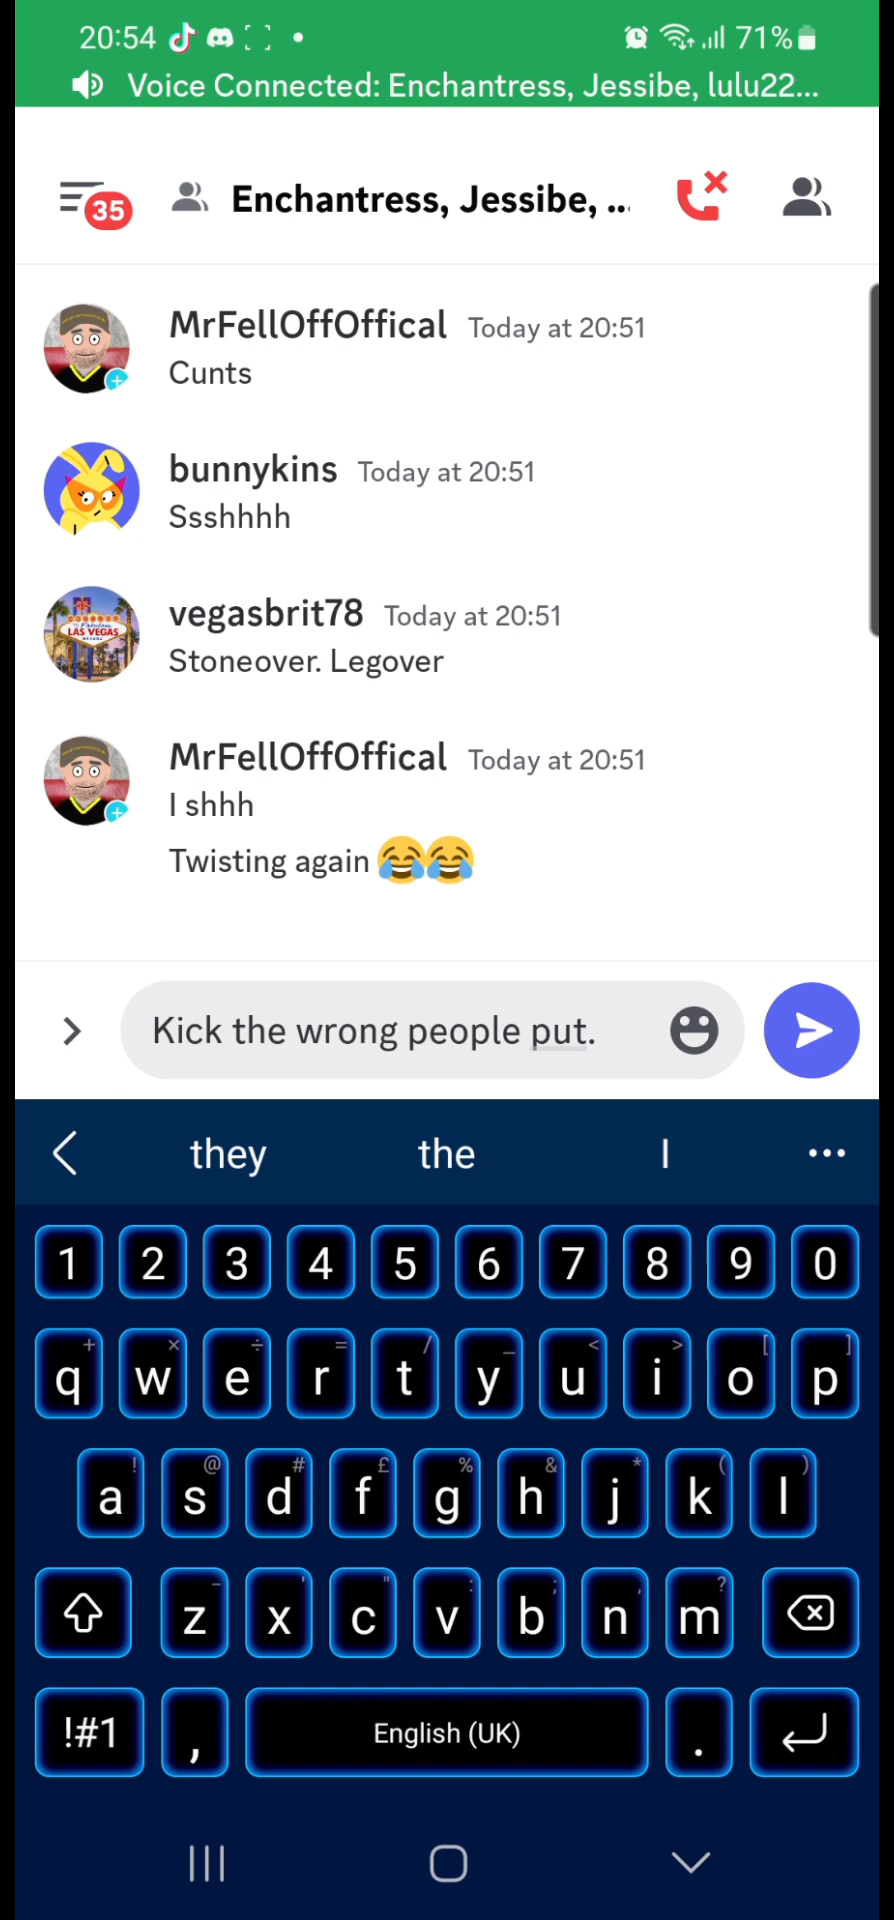 20:54 71%
Voice Connected: Enchantress, Jessibe, lulu22...
35 Enchantress, Jessibe, ...
MrFellOffOffical Today at 20:51
Cunts
bunnykins Today at 20:51
Ssshhhh
LAS VEGAS
vegasbrit78 Today at 20:51
Stoneover. Legover
MrFellOffOffical Today at 20:51
I shhh
Twisting again 😂😂
Kick the wrong people put.
they the I ...
1 2 3 4 5 6 7 8 9 0
+ × ÷ = / _ < > [ ]
q w e r t y u i o p
! @ # £ % & * ( )
a s d f g h j k l
- ' " : ; , ?
z x c v b n m
!#1 , English (UK) .